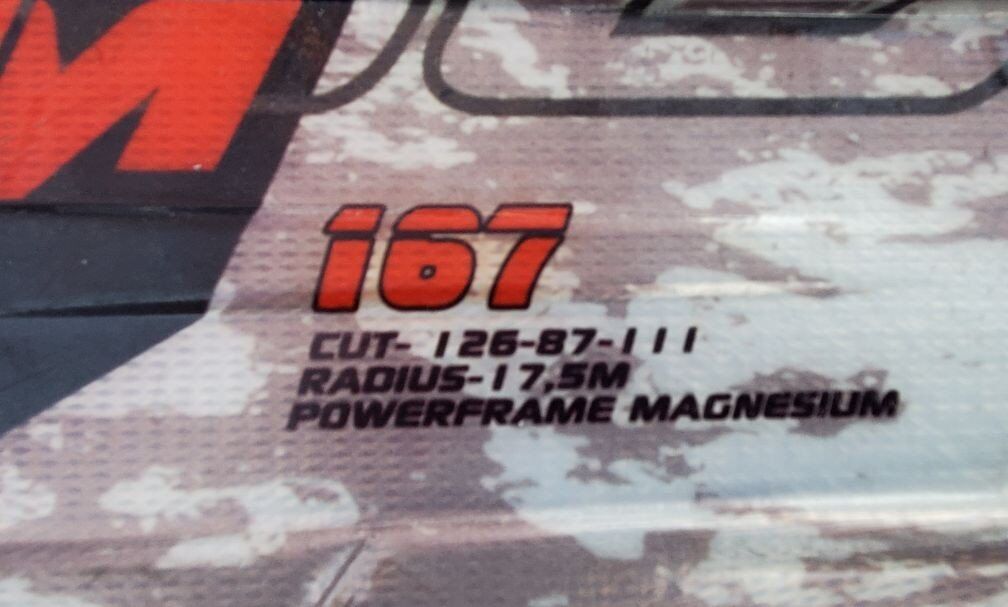 167
CUT- 126-87-111
RADIUS-17,5M
POWERFRAME MAGNESIUM